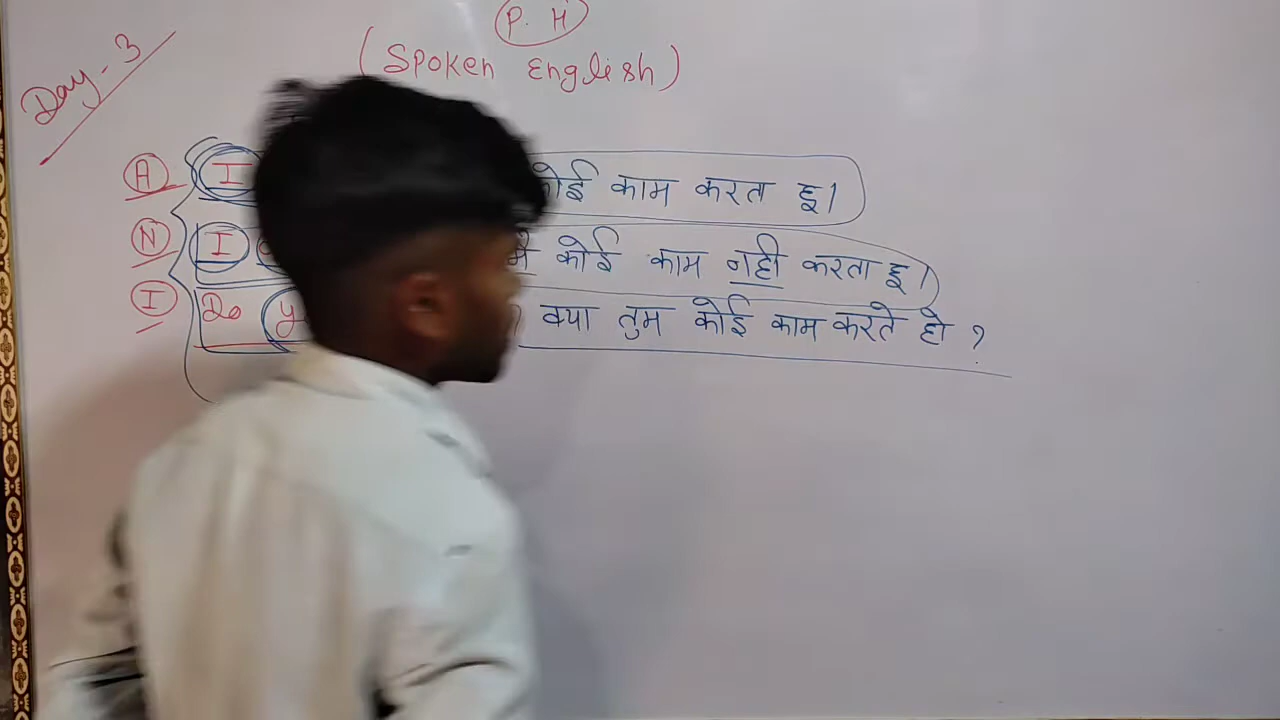 P. H
(Spoken English)
Day-3
A I कोई काम करता हू।
N I मै कोई काम नही करता हू।
I Do ? क्या तुम कोई काम करते हो ?